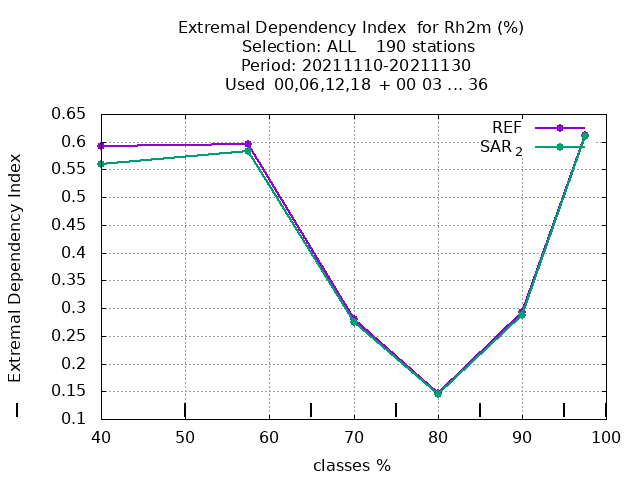 Extremal Dependency Index for Rh2m (%)
Selection: ALL 190 stations
Period: 20211110-20211130
Used 00,06,12,18 + 00 03 ... 36
REF
SAR 2
Extremal Dependency Index
0.65
0.6
0.55
0.5
0.45
0.4
0.35
0.3
0.25
0.2
0.15
0.1
40 50 60 70 80 90 100
classes %